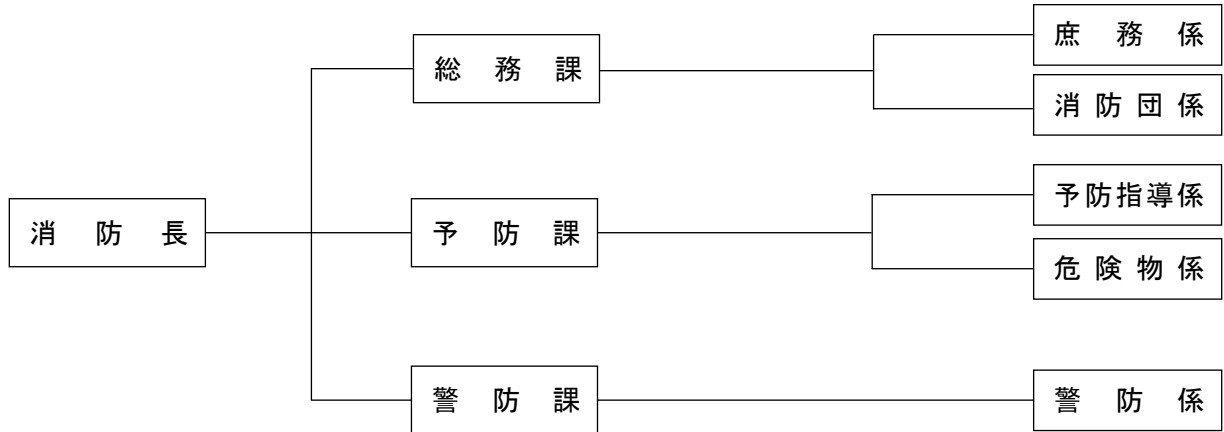 消防長
総務課
庶務係
消防団係
予防課
予防指導係
危険物係
警防課
警防係